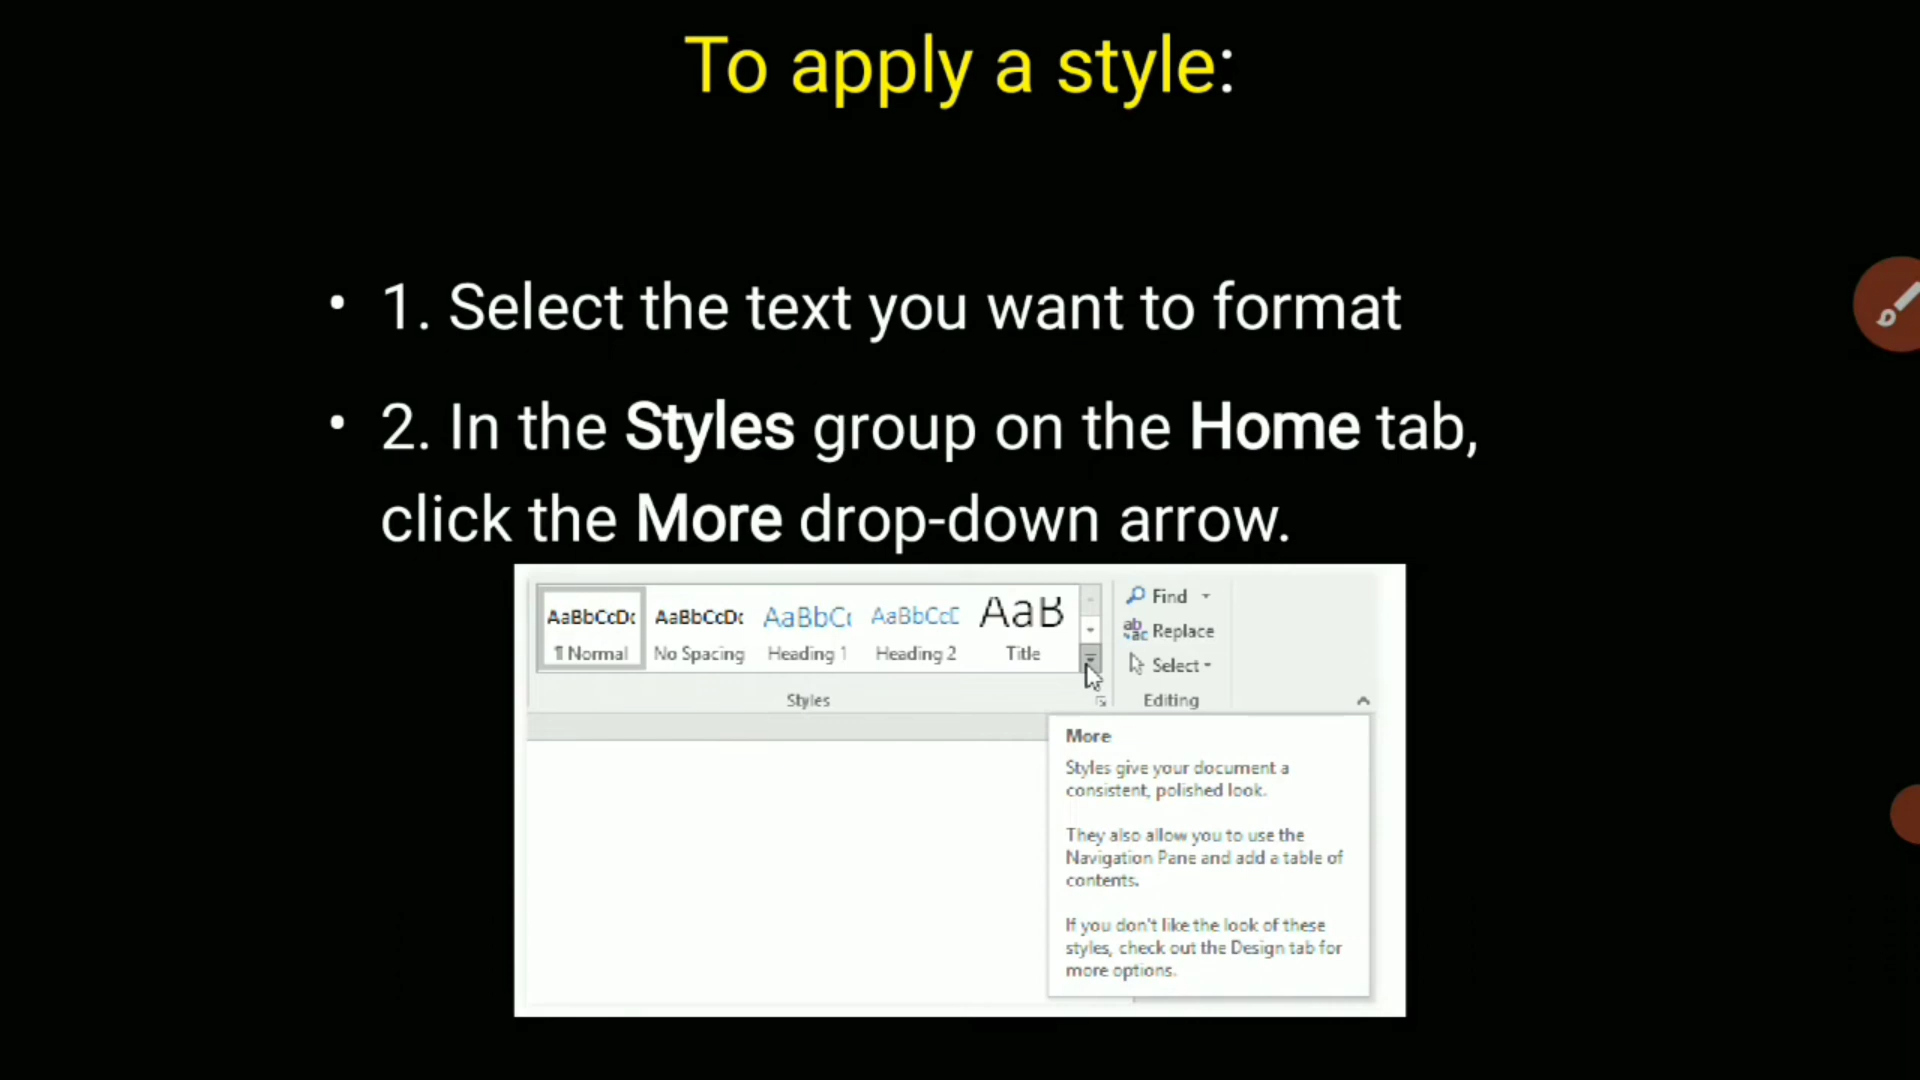 To apply a style:
• 1. Select the text you want to format
• 2. In the Styles group on the Home tab,
click the More drop-down arrow.
AaBbCcDc AaBbCcDc AaBbCc AaBbCcD AaB
¶ Normal No Spacing Heading 1 Heading 2 Title
Styles
Find
Replace
Select
Editing
More
Styles give your document a
consistent, polished look.
They also allow you to use the
Navigation Pane and add a table of
contents.
If you don't like the look of these
styles, check out the Design tab for
more options.